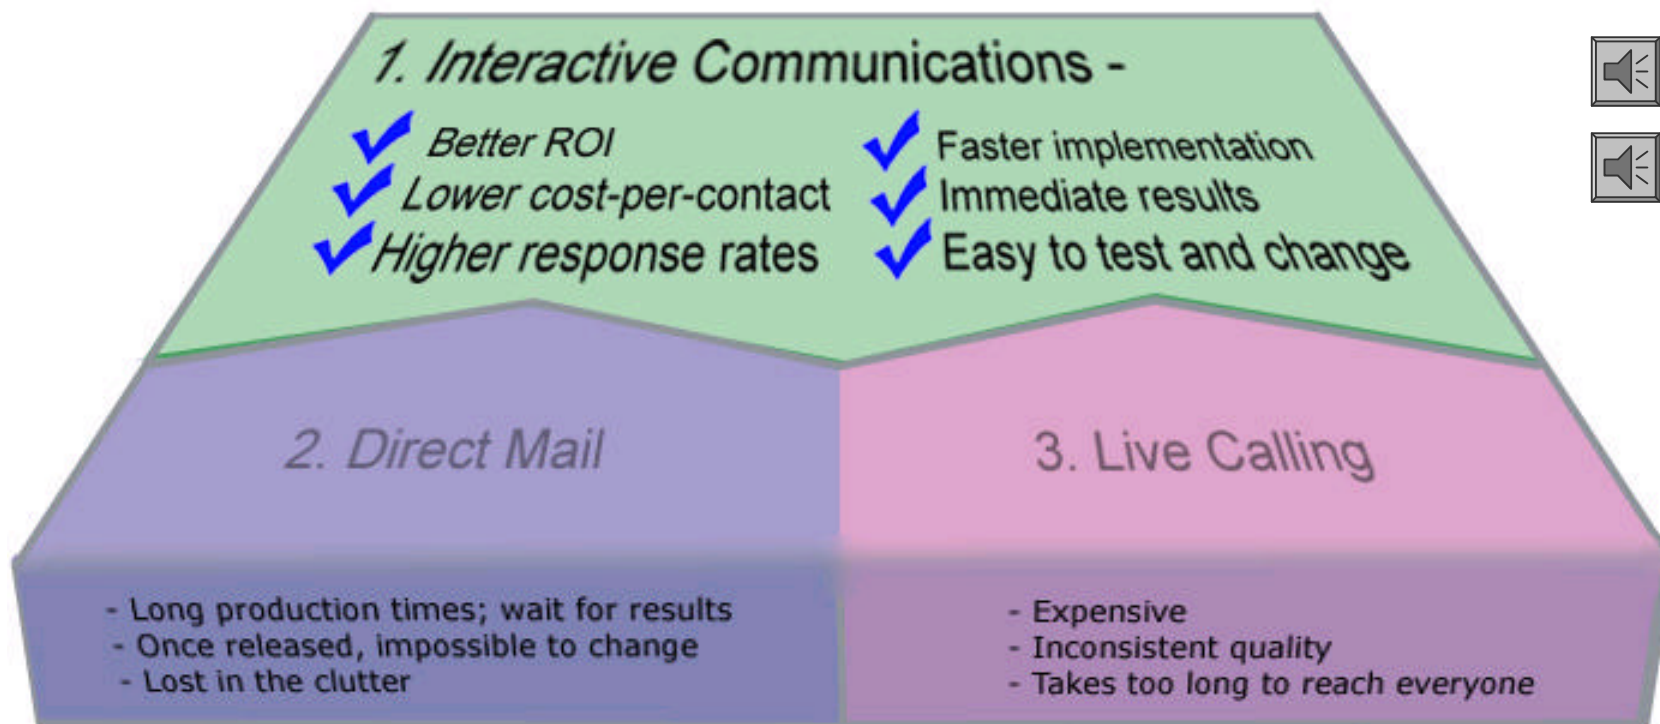 1. Interactive Communications -
Better ROI
Lower cost-per-contact
Higher response rates
Faster implementation
Immediate results
Easy to test and change
2. Direct Mail
- Long production times; wait for results
- Once released, impossible to change
- Lost in the clutter
3. Live Calling
- Expensive
- Inconsistent quality
- Takes too long to reach everyone